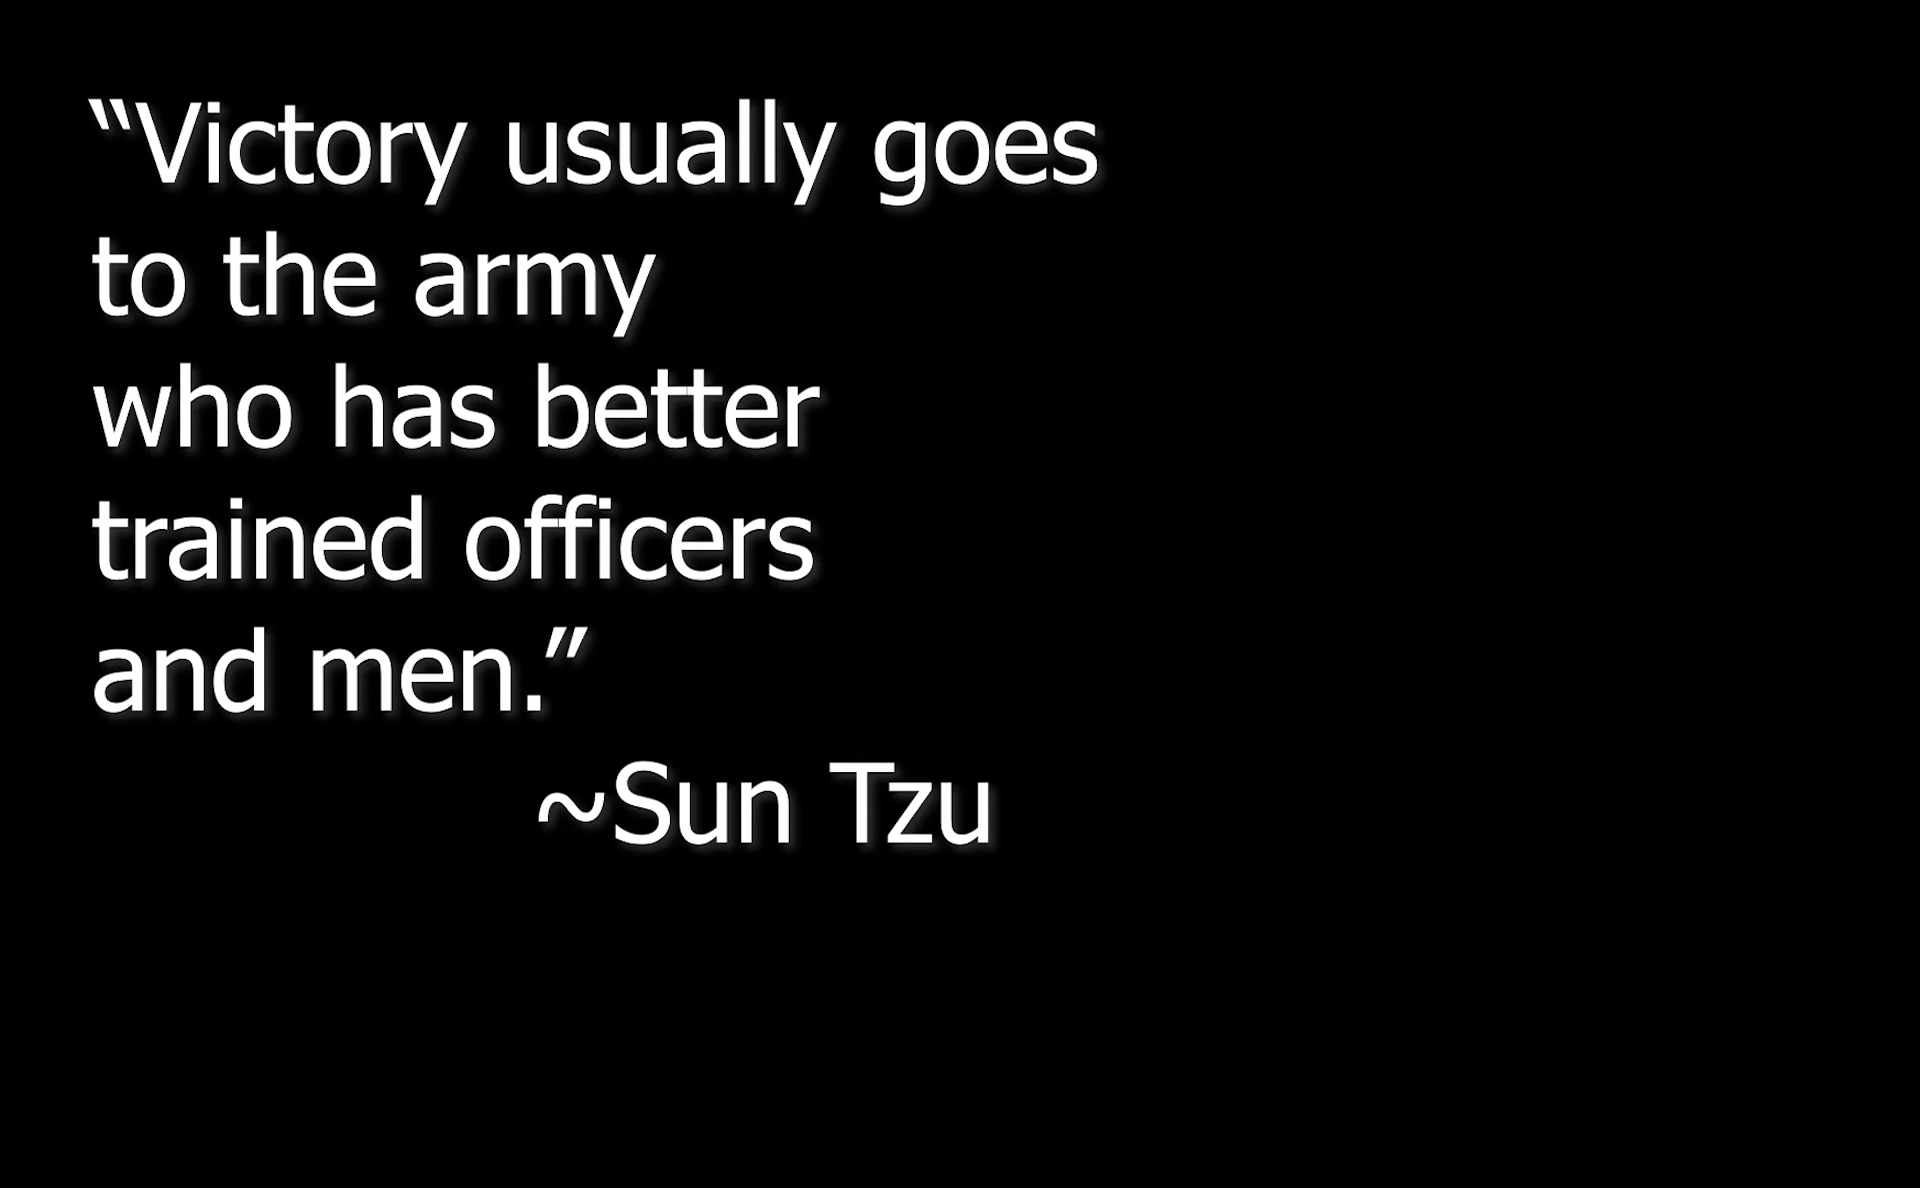 “Victory usually goes
to the army
who has better
trained officers
and men.”
~Sun Tzu